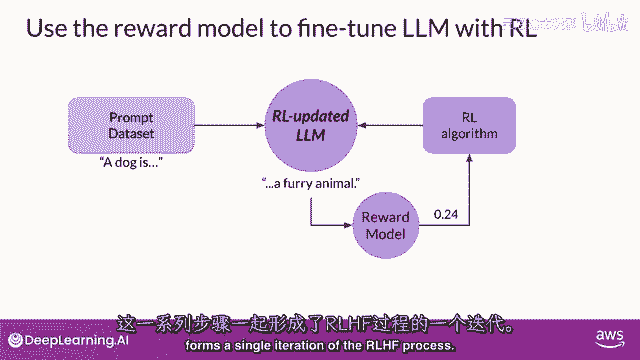 Use the reward model to fine-tune LLM with RL
Prompt
Dataset
"A dog is..."
RL-updated
LLM
"...a furry animal."
RL
algorithm
Reward
Model
0.24
这一系列步骤一起形成了RLHF过程的一个迭代。
forms a single iteration of the RLHF process.
DeepLearning.AI
aws